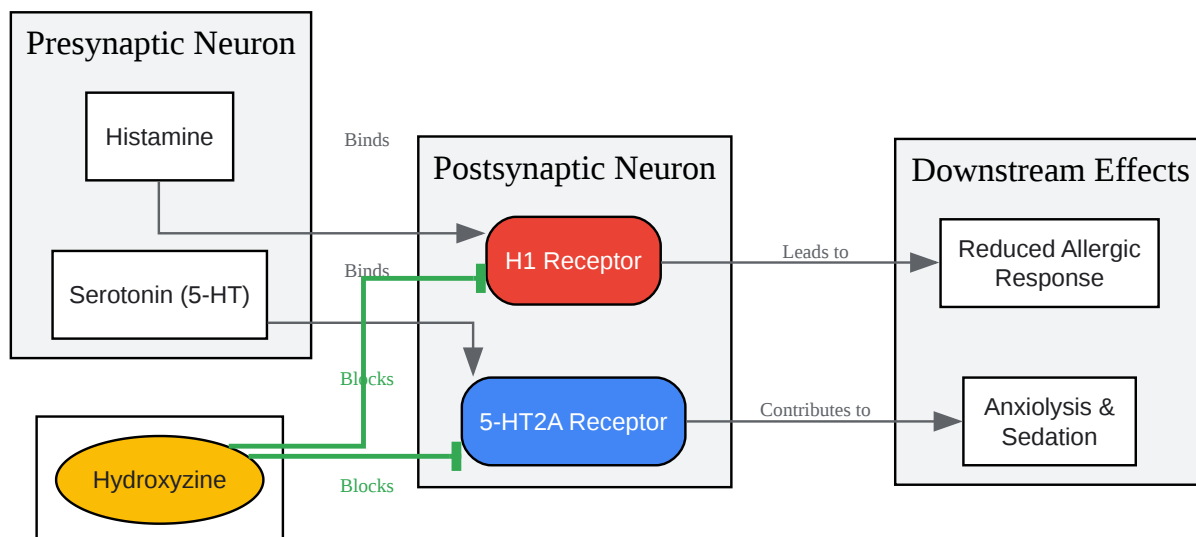 Presynaptic Neuron
Histamine
Serotonin (5-HT)
Hydroxyzine
Binds
Binds
Blocks
Blocks
Postsynaptic Neuron
H1 Receptor
5-HT2A Receptor
Leads to
Contributes to
Downstream Effects
Reduced Allergic
Response
Anxiolysis &
Sedation